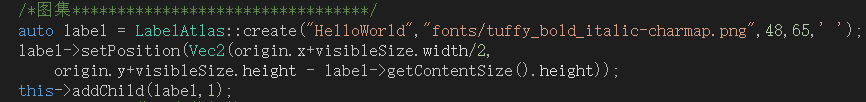 /*图集*********************************/
auto label = LabelAtlas::create("HelloWorld","fonts/tuffy_bold_italic-charmap.png",48,65,' ');
label->setPosition(Vec2(origin.x+visibleSize.width/2,
origin.y+visibleSize.height - label->getContentSize().height));
this->addChild(label,1);